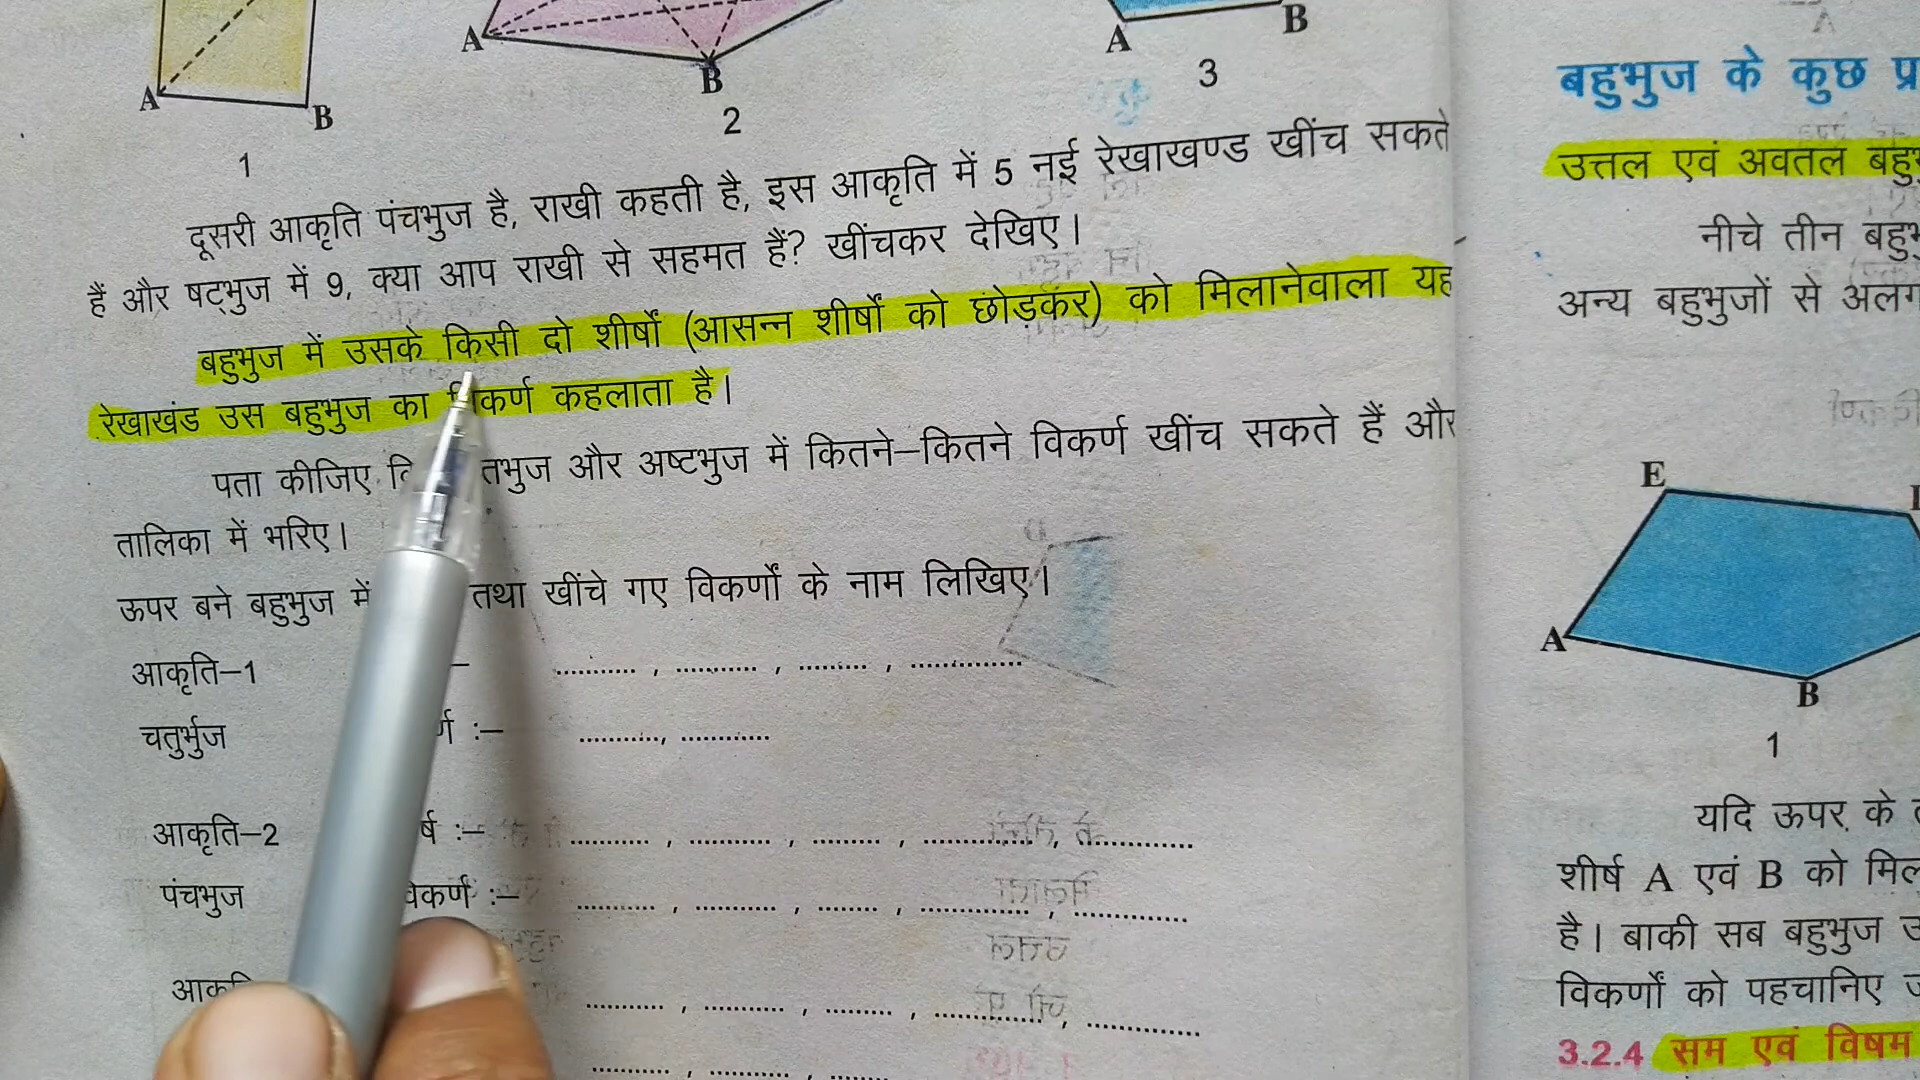 A
B
1
A
B
2
A
B
3
दूसरी आकृति पंचभुज है, राखी कहती है, इस आकृति में 5 नई रेखाखण्ड खींच सकते
हैं और षट्भुज में 9, क्या आप राखी से सहमत हैं? खींचकर देखिए।
बहुभुज में उसके किसी दो शीर्षों (आसन्न शीर्षों को छोड़कर) को मिलानेवाला यह
रेखाखंड उस बहुभुज का विकर्ण कहलाता है।
पता कीजिए और अष्टभुज में कितने–कितने विकर्ण खींच सकते हैं और
तालिका में भरिए।
ऊपर बने बहुभुज में तथा खींचे गए विकर्णों के नाम लिखिए।
आकृति–1 – .......... , .......... , ......... , ..............
चतुर्भुज :– .........., ...........
आकृति–2 :– .......... , .......... , ......... , .............., ..............
पंचभुज विकर्ण :– .......... , .......... , ........ , .............. , ..............
.......... , .......... , ......... , .............., ..............
बहुभुज के कुछ
उत्तल एवं अवतल
नीचे तीन
अन्य बहुभुजों से
E
A
B
1
यदि ऊपर के
शीर्ष A एवं B को
है। बाकी सब बहुभुज
विकर्णों को पहचानिए
3.2.4 सम एवं विषम